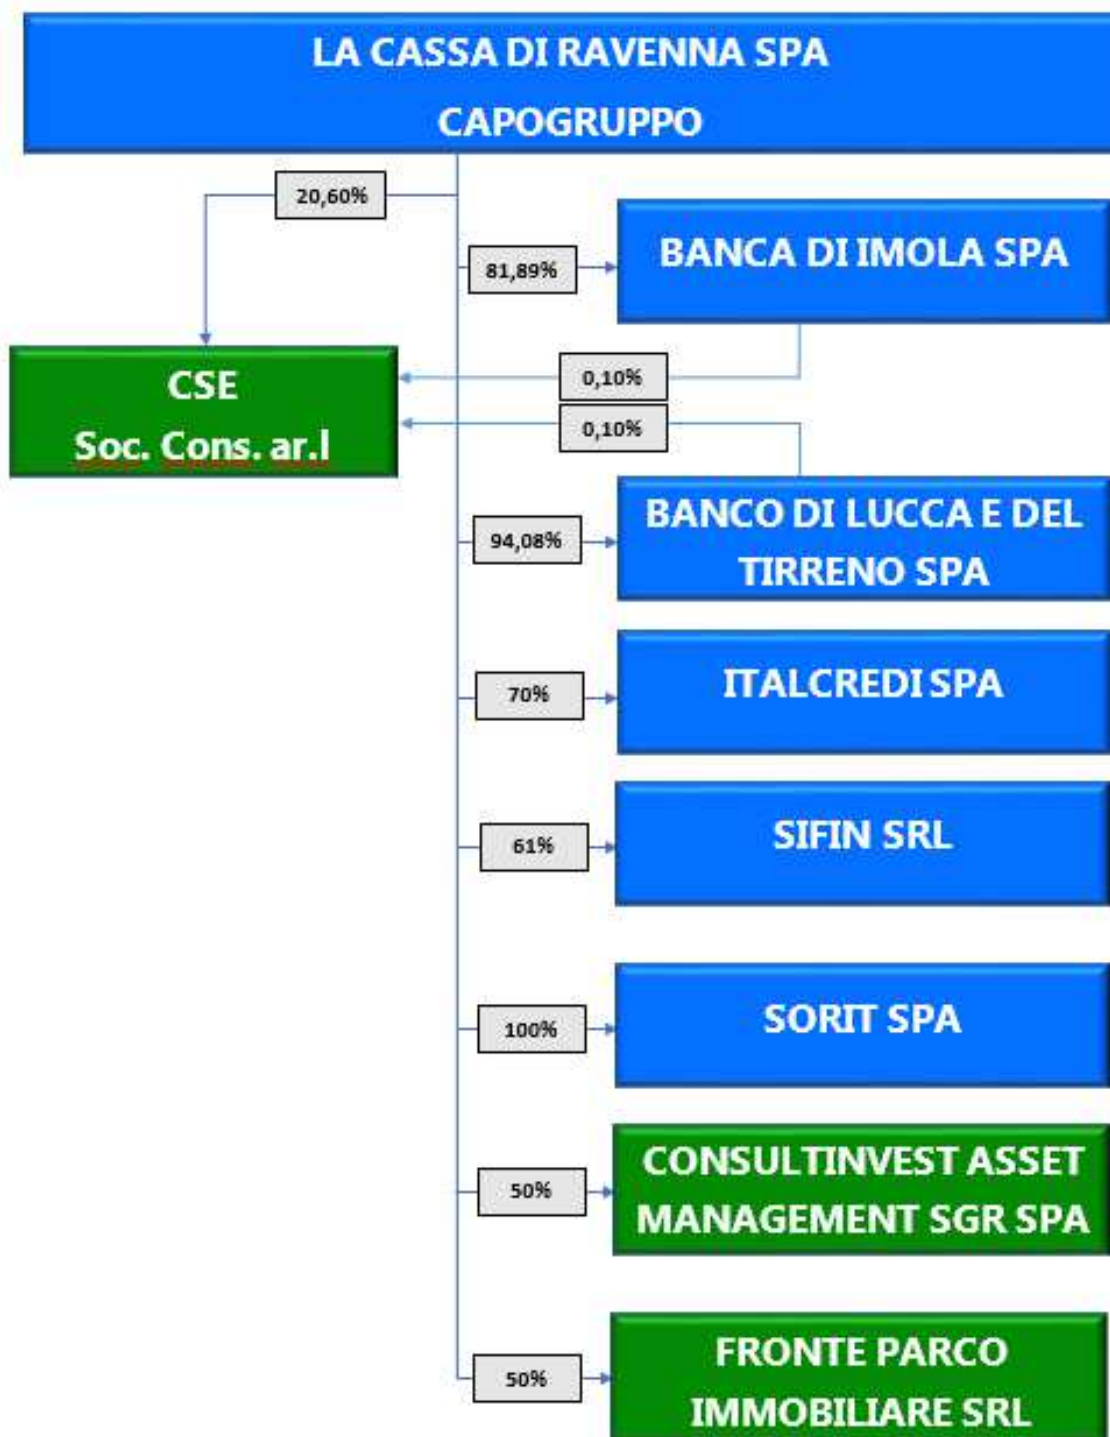 LA CASSA DI RAVENNA SPA
CAPOGRUPPO
20,60%
81,89%
BANCA DI IMOLA SPA
CSE
Soc. Cons. ar.l
0,10%
0,10%
94,08%
BANCO DI LUCCA E DEL
TIRRENO SPA
70%
ITALCREDI SPA
61%
SIFIN SRL
100%
SORIT SPA
50%
CONSULTINVEST ASSET
MANAGEMENT SGR SPA
50%
FRONTE PARCO
IMMOBILIARE SRL